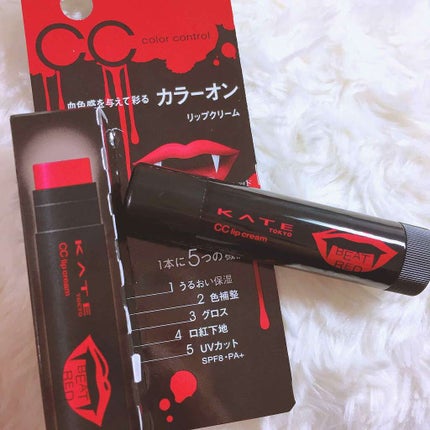 CC
color control
血色感を与えて彩る カラーオン
リップクリーム
1本に5つの
1 うるおい保湿
2 色補整
3 グロス
4 口紅下地
5 UVカット
SPF8・PA+
KATE
TOKYO
CC lip cream
BEAT
RED
KATE
TOKYO
CC lip cream
BEAT
RED